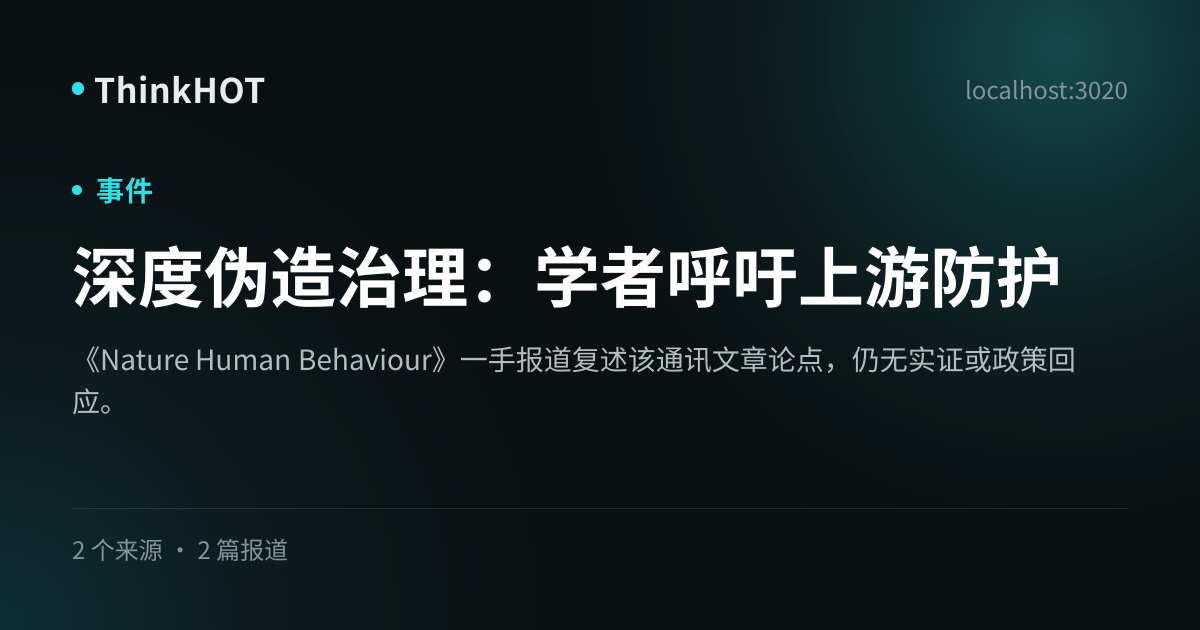 ThinkHOT
localhost:3020
事件
深度伪造治理：学者呼吁上游防护
《Nature Human Behaviour》一手报道复述该通讯文章论点，仍无实证或政策回
应。
2 个来源 · 2 篇报道